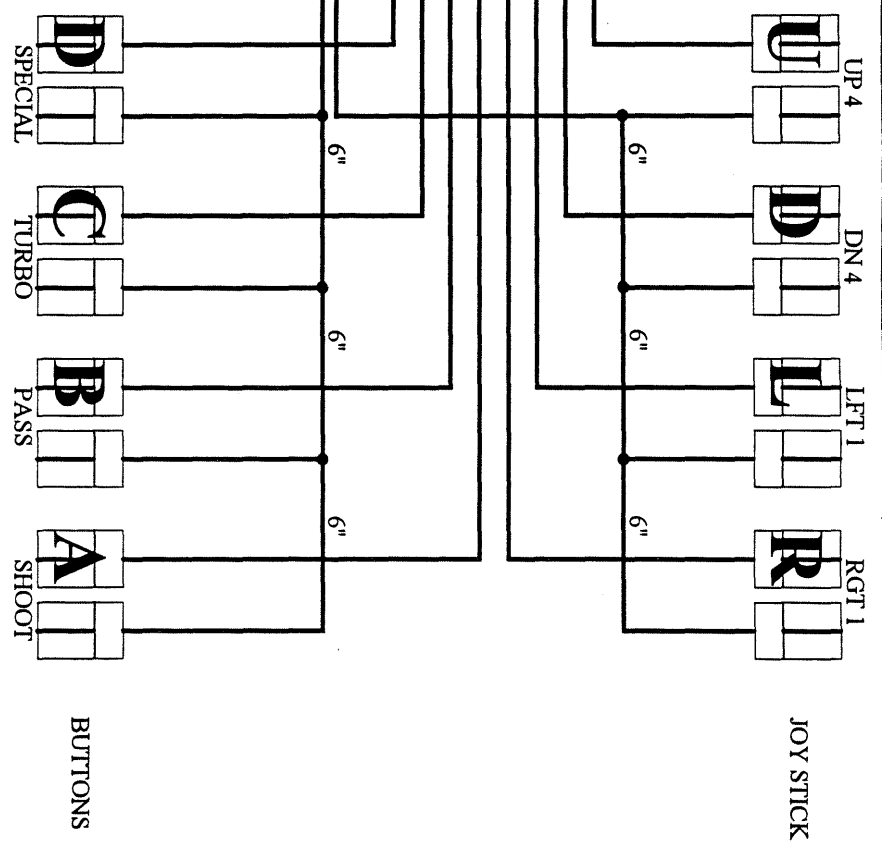 U
UP 4
6"
D
DN 4
6"
L
LFT 1
6"
R
RGT 1
JOY STICK
D
SPECIAL
6"
C
TURBO
6"
B
PASS
6"
A
SHOOT
BUTTONS